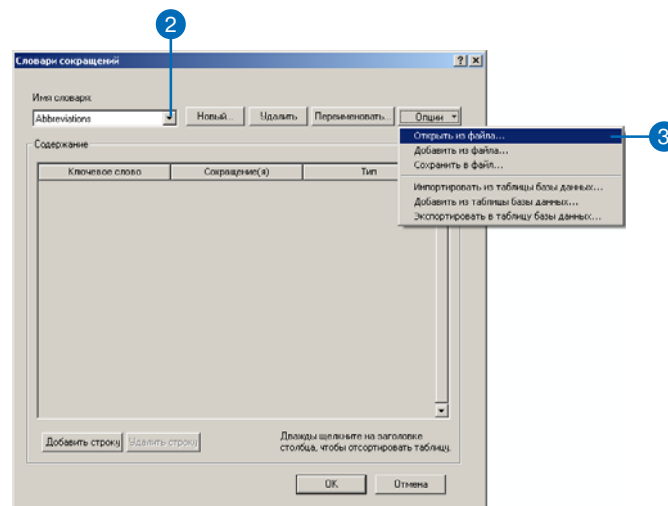 2
Словари сокращений
Имя словаря:
Abbreviations
Новый...
Удалить
Переименовать...
Опции
3
Открыть из файла...
Добавить из файла...
Сохранить в файл...
Импортировать из таблицы базы данных...
Добавить из таблицы базы данных...
Экспортировать в таблицу базы данных...
Содержание
Ключевое слово
Сокращение(я)
Тип
Добавить строку
Удалить строку
Дважды щелкните на заголовке
столбца, чтобы отсортировать таблицу.
OK
Отмена